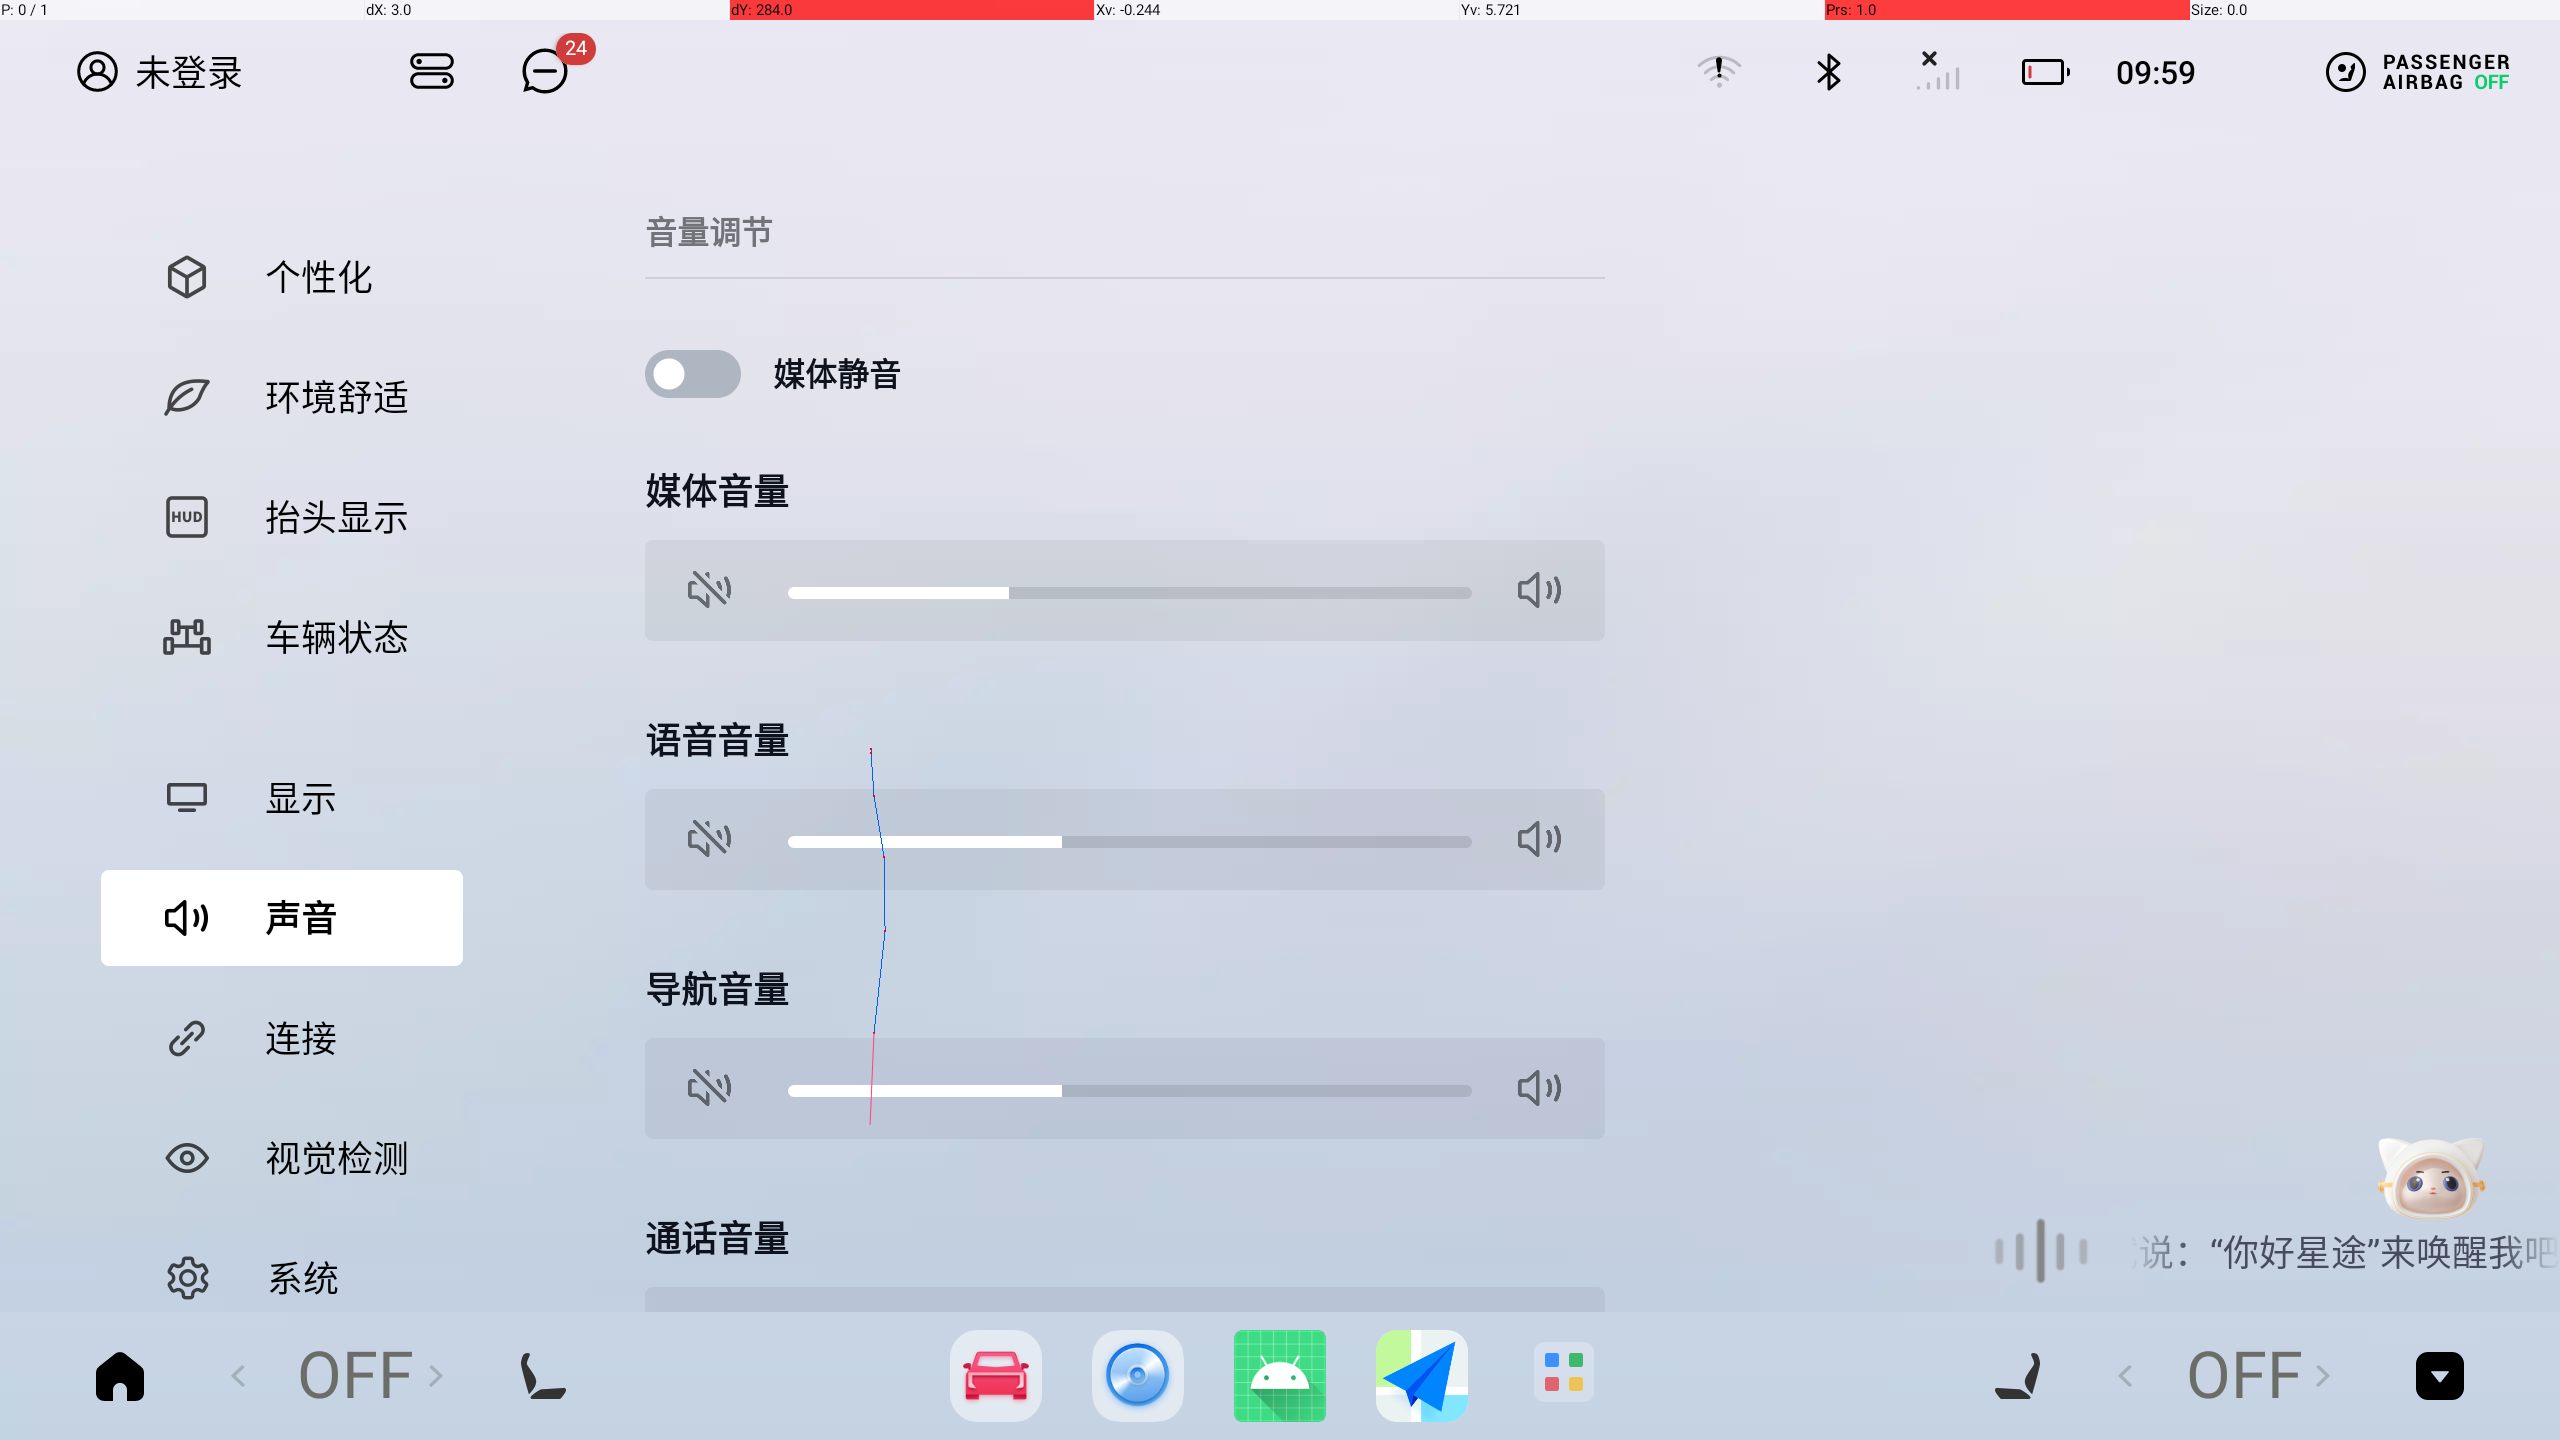 P: 0 / 1 dX: 3.0 dY: 284.0 Xv: -0.244 Yv: 5.721 Prs: 1.0 Size: 0.0
未登录 24 09:59 PASSENGER
AIRBAG OFF
音量调节
个性化
媒体静音
环境舒适
媒体音量
HUD 抬头显示
车辆状态
语音音量
显示
声音
导航音量
连接
视觉检测
通话音量
说：“你好星途”来唤醒我吧
系统
OFF OFF